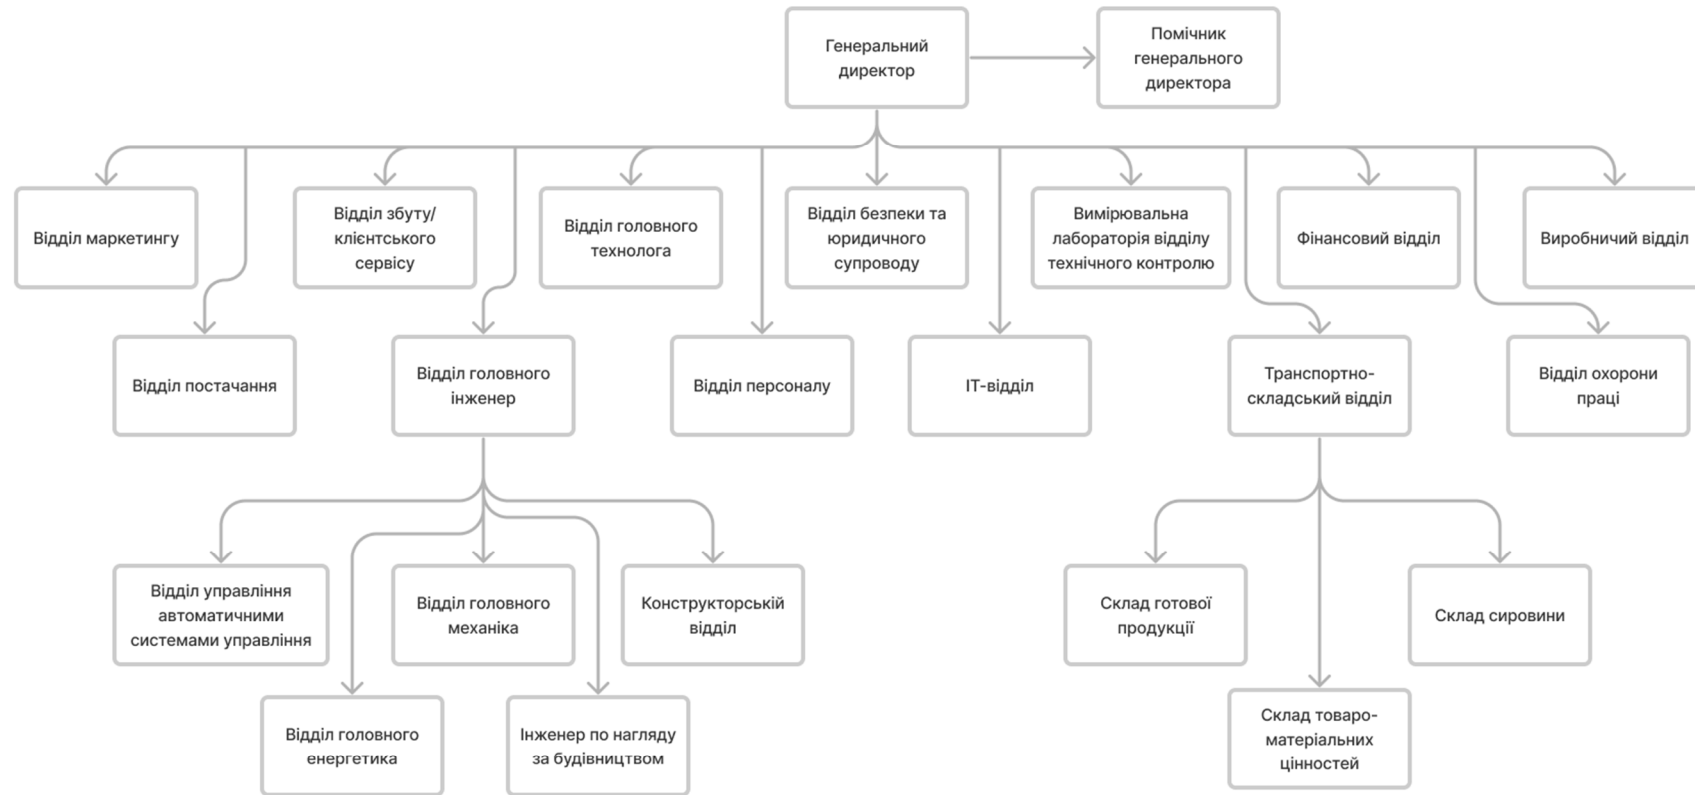 Генеральний
директор
Помічник
генерального
директора
Відділ маркетингу
Відділ збуту/
клієнтського
сервісу
Відділ головного
технолога
Відділ безпеки та
юридичного
супроводу
Вимірювальна
лабораторія відділу
технічного контролю
Фінансовий відділ
Виробничий відділ
Відділ постачання
Відділ головного
інженер
Відділ персоналу
ІТ-відділ
Транспортно-
складський відділ
Відділ охорони
праці
Відділ управління
автоматичними
системами управління
Відділ головного
механіка
Конструкторській
відділ
Склад готової
продукції
Склад сировини
Відділ головного
енергетика
Інженер по нагляду
за будівництвом
Склад товаро-
матеріальних
цінностей